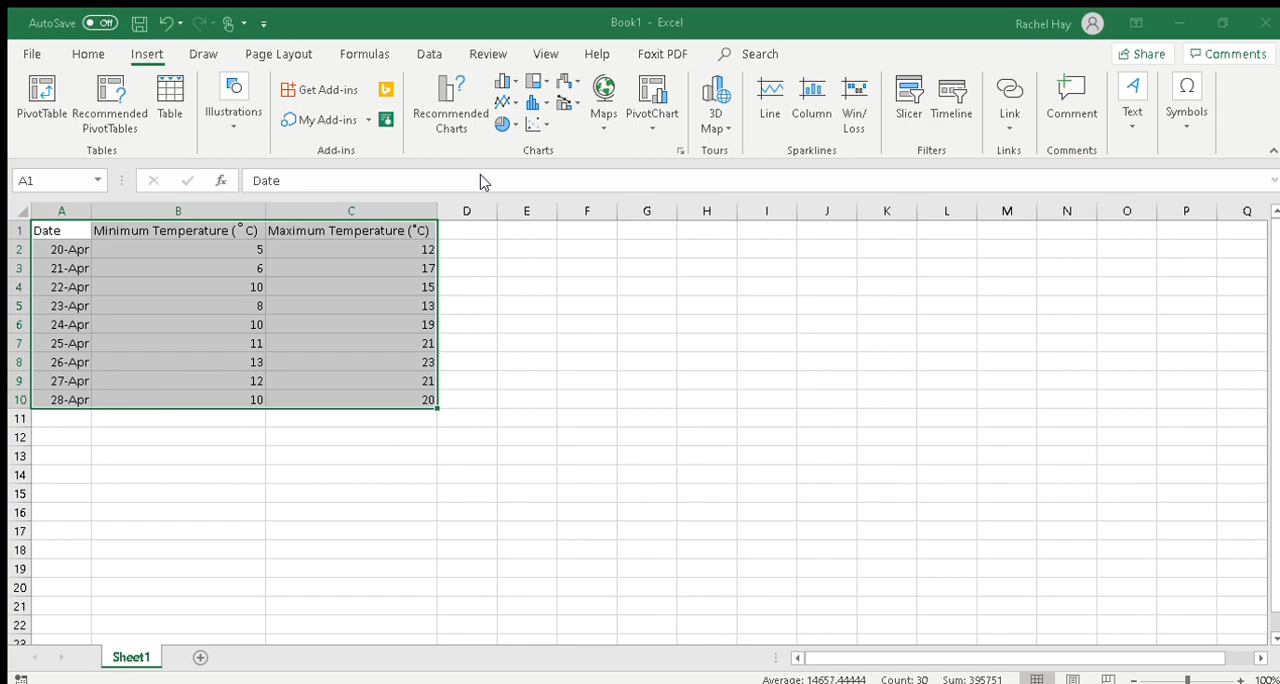 AutoSave Off Book1 - Excel Rachel Hay
File Home Insert Draw Page Layout Formulas Data Review View Help Foxit PDF Search Share Comments
PivotTable Recommended PivotTables Table Illustrations Get Add-ins My Add-ins Recommended Charts Maps PivotChart 3D Map Line Column Win/Loss Slicer Timeline Link Comment Text Symbols
Tables Add-ins Charts Tours Sparklines Filters Links Comments
A1 fx Date
A B C D E F G H I J K L M N O P Q
1 Date Minimum Temperature (°C) Maximum Temperature (°C)
2 20-Apr 5 12
3 21-Apr 6 17
4 22-Apr 10 15
5 23-Apr 8 13
6 24-Apr 10 19
7 25-Apr 11 21
8 26-Apr 13 23
9 27-Apr 12 21
10 28-Apr 10 20
11
12
13
14
15
16
17
18
19
20
21
22
23
Sheet1
Average: 14657.44444 Count: 30 Sum: 395751 100%